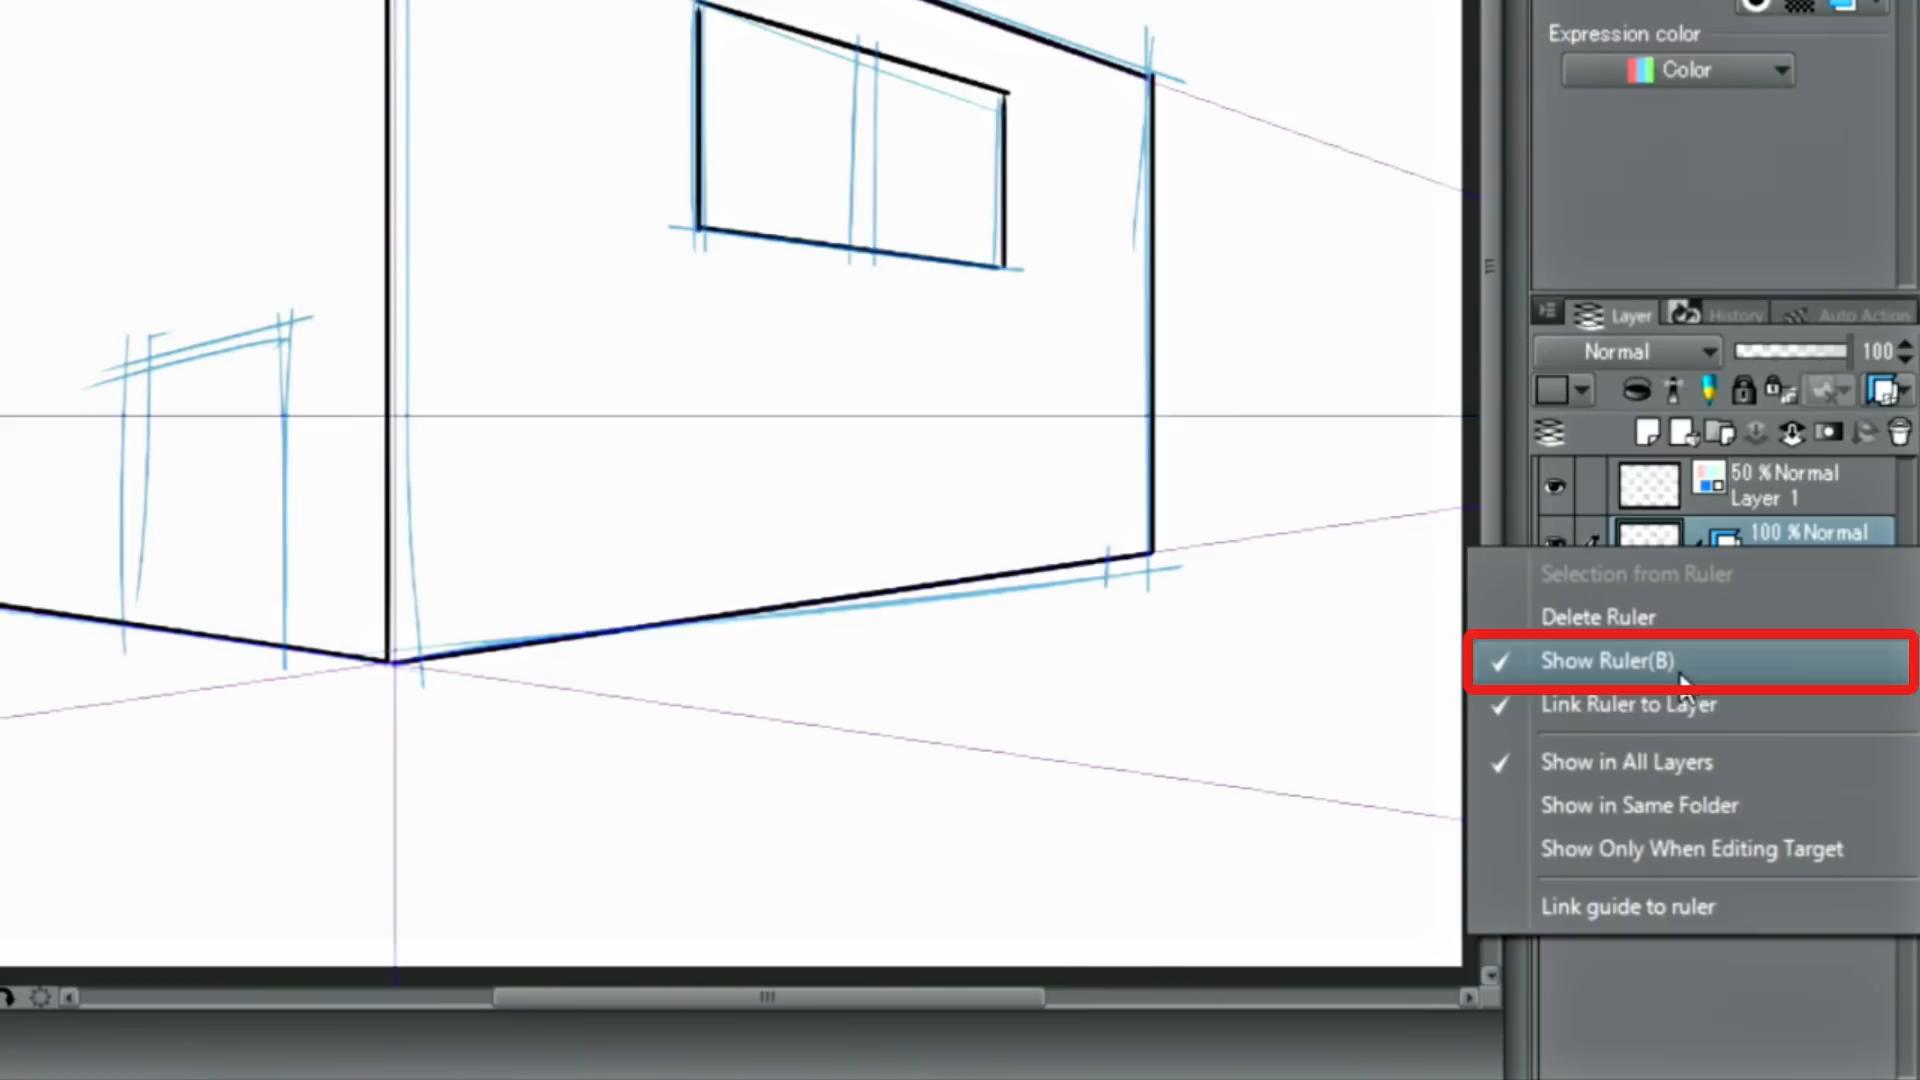 Expression color
Color
Layer
History
Auto Action
Normal
100
50 %Normal
Layer 1
100 %Normal
Selection from Ruler
Delete Ruler
Show Ruler(B)
Link Ruler to Layer
Show in All Layers
Show in Same Folder
Show Only When Editing Target
Link guide to ruler